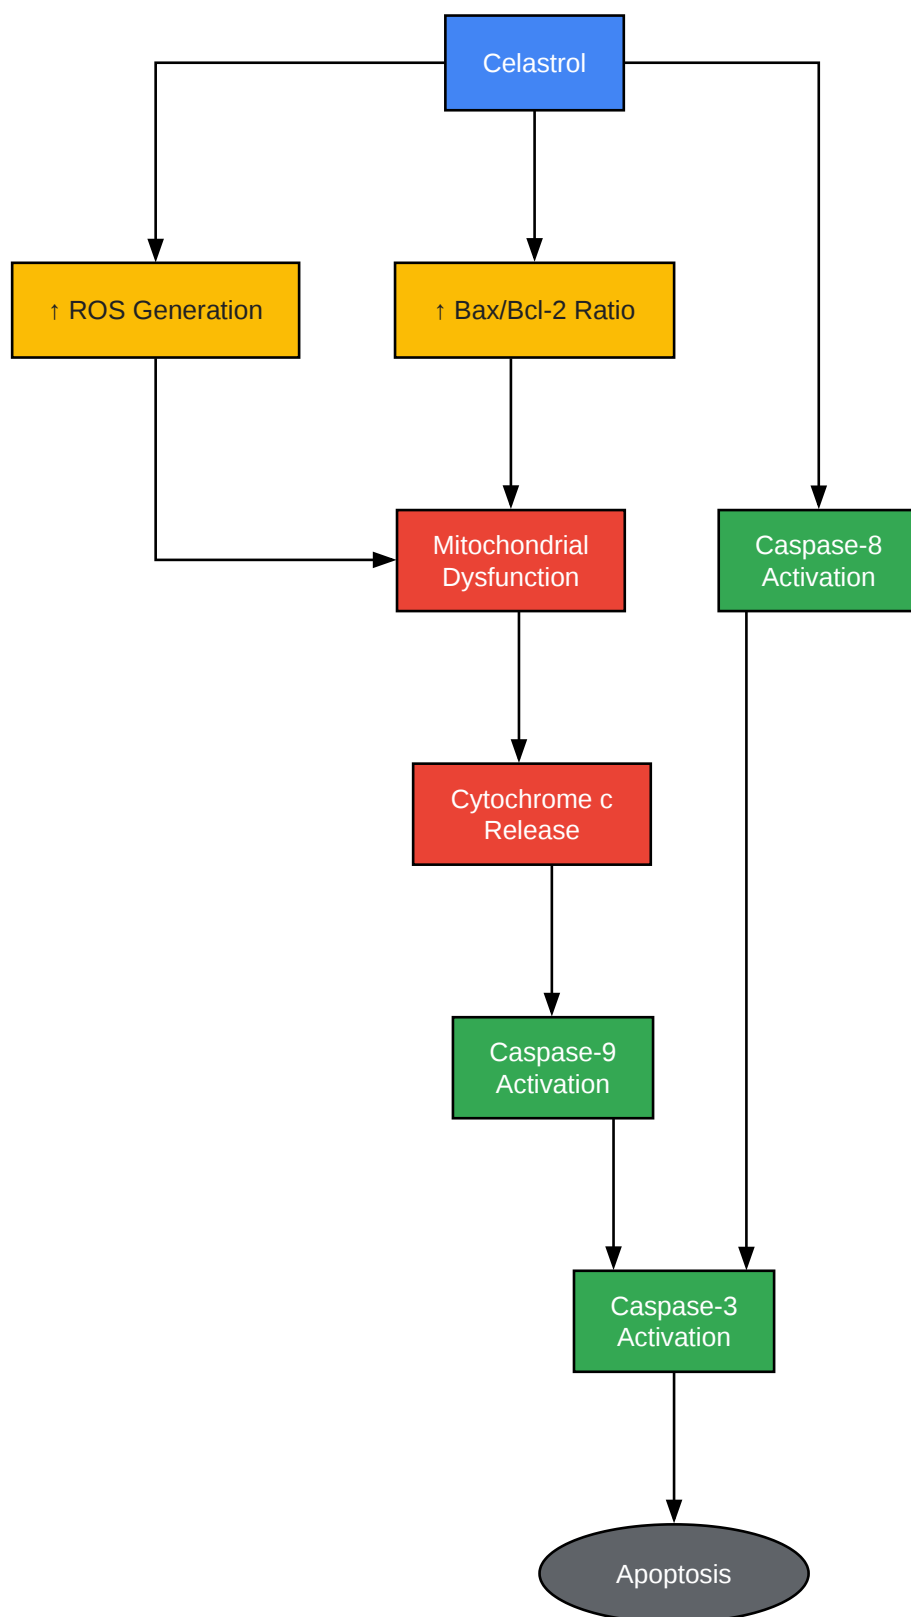 Celastrol
↑ ROS Generation
↑ Bax/Bcl-2 Ratio
Mitochondrial
Dysfunction
Caspase-8
Activation
Cytochrome c
Release
Caspase-9
Activation
Caspase-3
Activation
Apoptosis